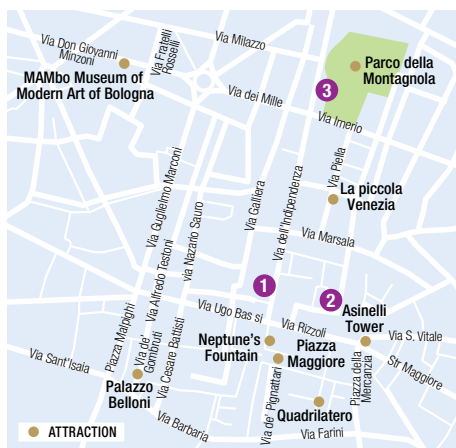 Via Don Giovanni
Minzoni
Via Fratelli
Rosselli
Via Milazzo
MAMbo Museum of
Modern Art of Bologna
Parco della
Montagnola
3
Via dei Mille
Via Irnerio
Via Piella
La piccola
Venezia
Via Guglielmo Marconi
Via Galliera
Via dell'Indipendenza
Via Marsala
Via Alfredo Testoni
via Nazario Sauro
1
2
Piazza Malpighi
Via Ugo Bas si
Asinelli
Tower
Via Rizzoli
Via S. Vitale
Neptune's
Fountain
Piazza
Maggiore
Via Sant'Isaia
Via de'
Gombruti
Via Cesare Battisti
Str Maggiore
Piazza della
Mercanzia
Palazzo
Belloni
Via de' Pignattari
Quadrilatero
Via Barbaria
Via Farini
ATTRACTION